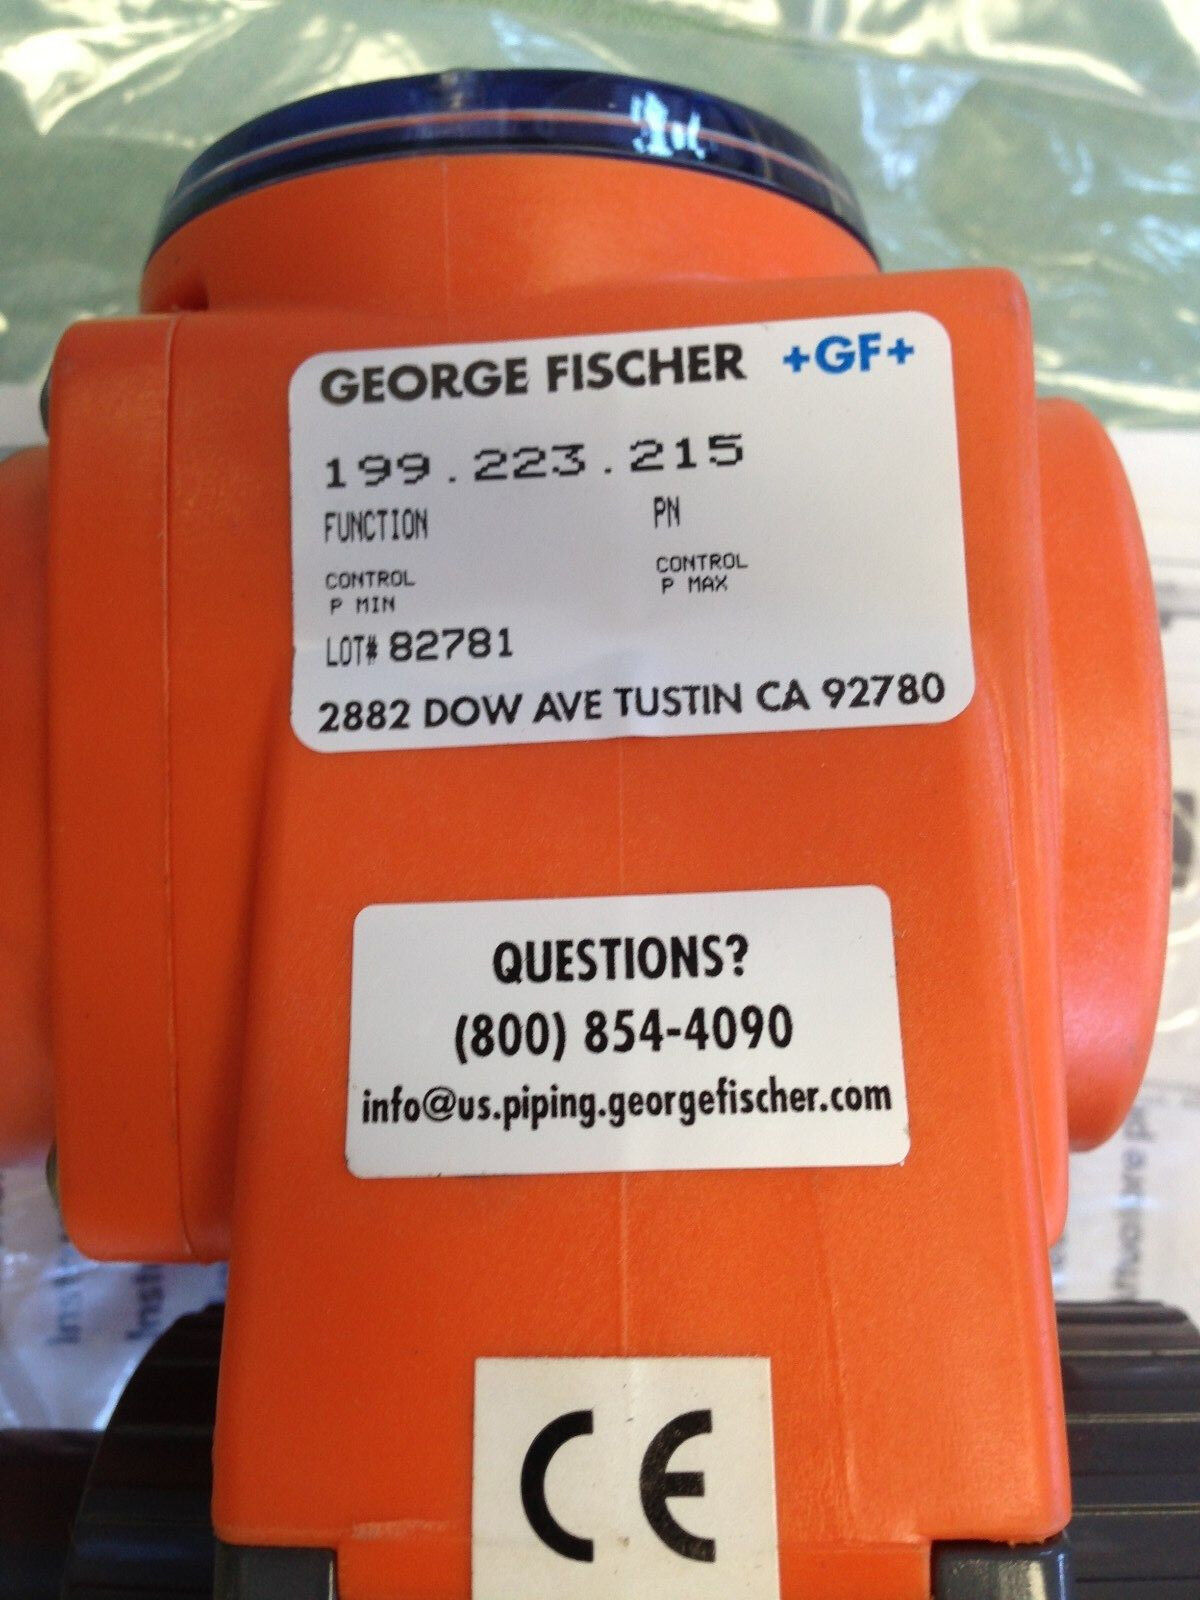 GEORGE FISCHER +GF+
199.223.215
FUNCTION PN
CONTROL CONTROL
P MIN P MAX
LOT# 82781
2882 DOW AVE TUSTIN CA 92780
QUESTIONS?
(800) 854-4090
info@us.piping.georgefischer.com
CE